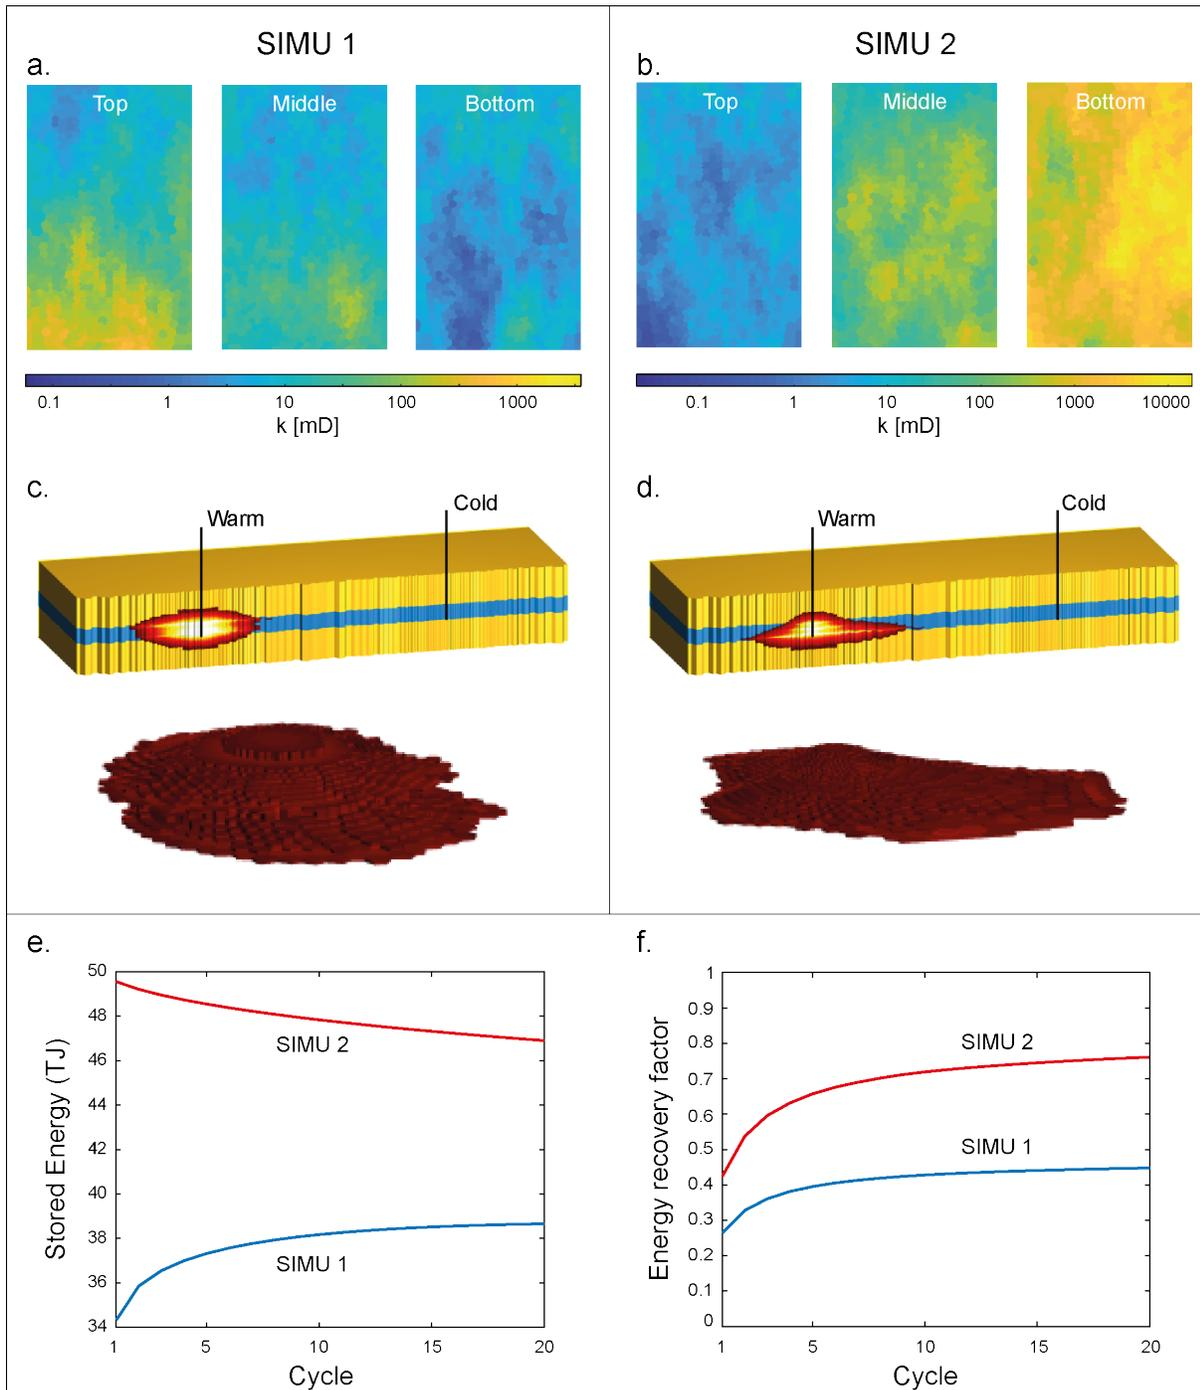 SIMU 1
SIMU 2
a.
Top
Middle
Bottom
b.
Top
Middle
Bottom
0.1 1 10 100 1000
k [mD]
0.1 1 10 100 1000 10000
k [mD]
c.
Warm
Cold
d.
Warm
Cold
e.
50
48
46
44
42
40
38
36
34
Stored Energy (TJ)
SIMU 2
SIMU 1
1 5 10 15 20
Cycle
f.
1
0.9
0.8
0.7
0.6
0.5
0.4
0.3
0.2
0.1
0
Energy recovery factor
SIMU 2
SIMU 1
1 5 10 15 20
Cycle